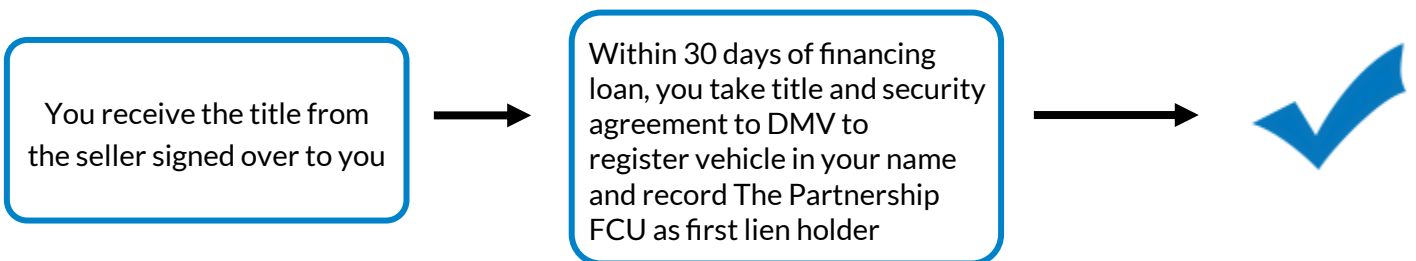 You receive the title from
the seller signed over to you
Within 30 days of financing
loan, you take title and security
agreement to DMV to
register vehicle in your name
and record The Partnership
FCU as first lien holder